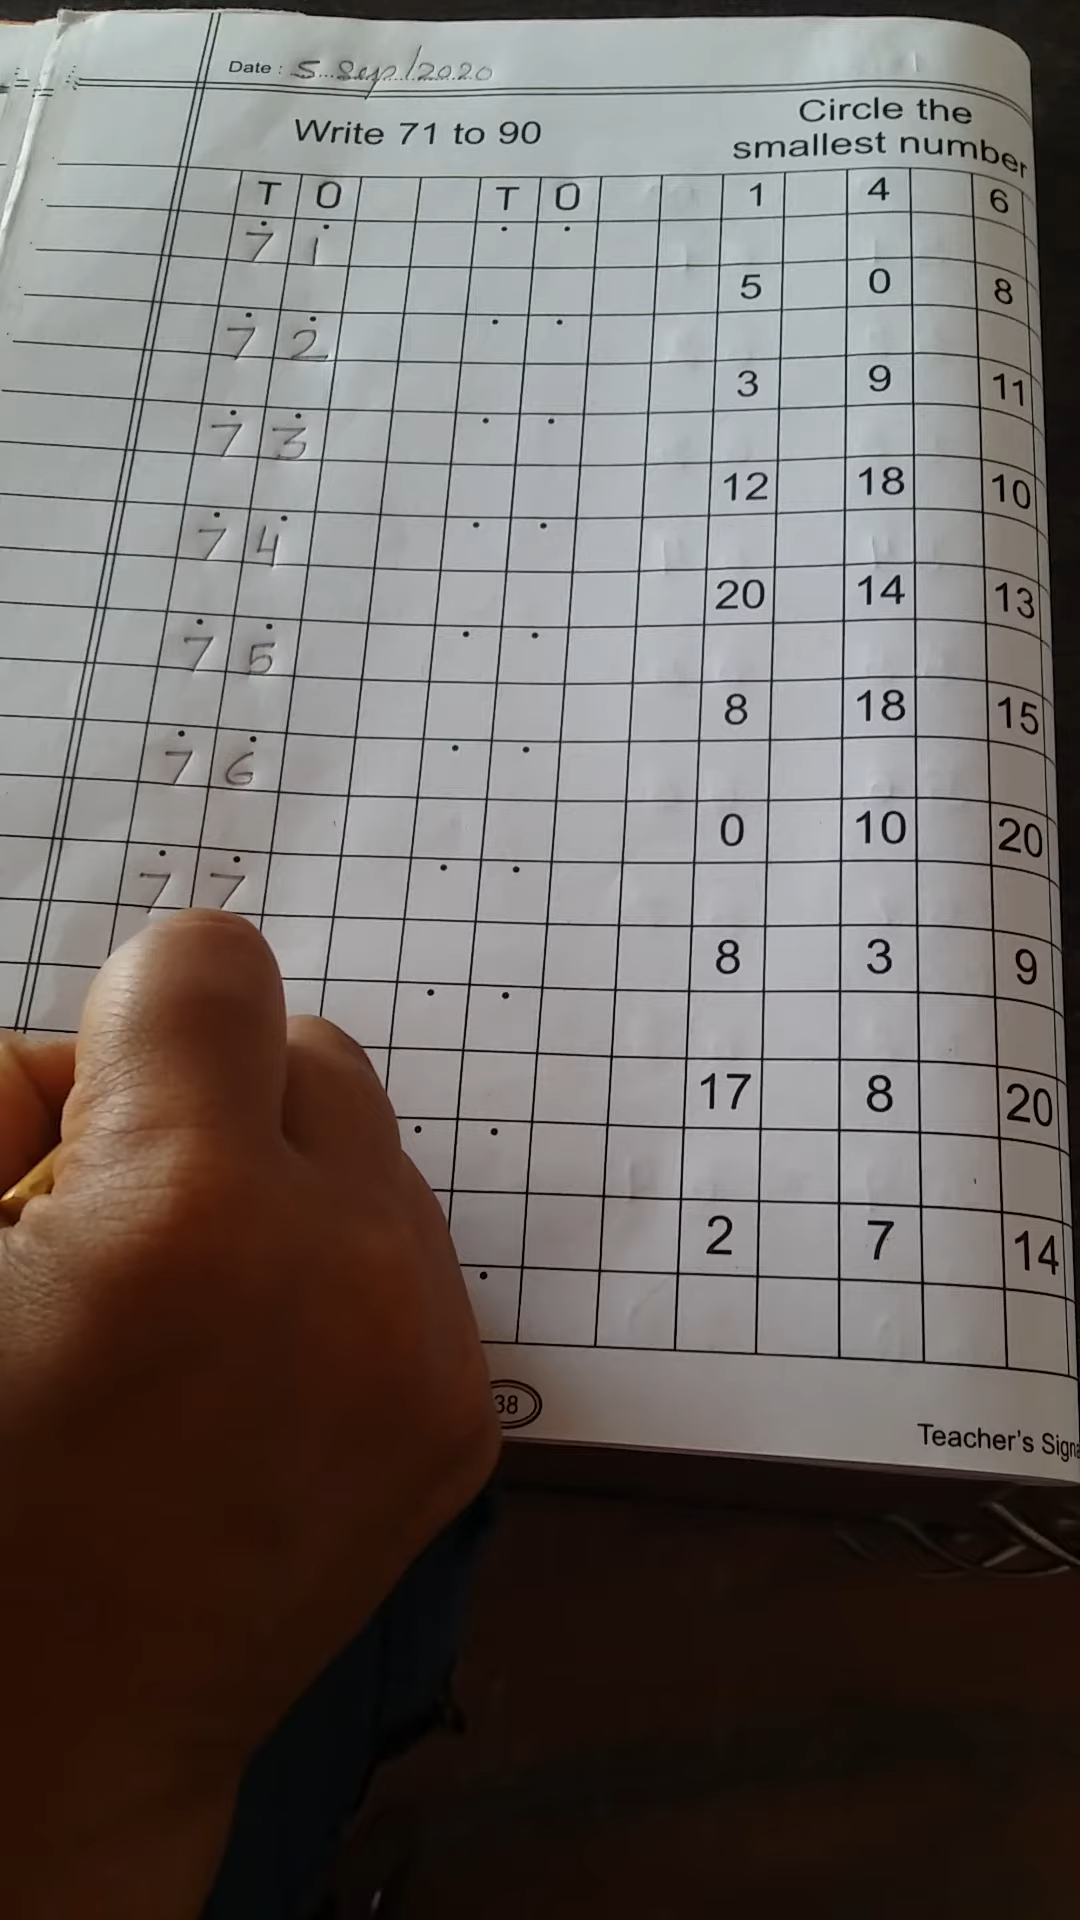 Date : 5 Sep/2020
Write 71 to 90
Circle the
smallest number
T O T O 1 4 6
7 1
5 0 8
7 2
3 9 11
7 3
12 18 10
7 4
20 14 13
7 5
8 18 15
7 6
0 10 20
7 7
8 3 9
17 8 20
2 7 14
38
Teacher's